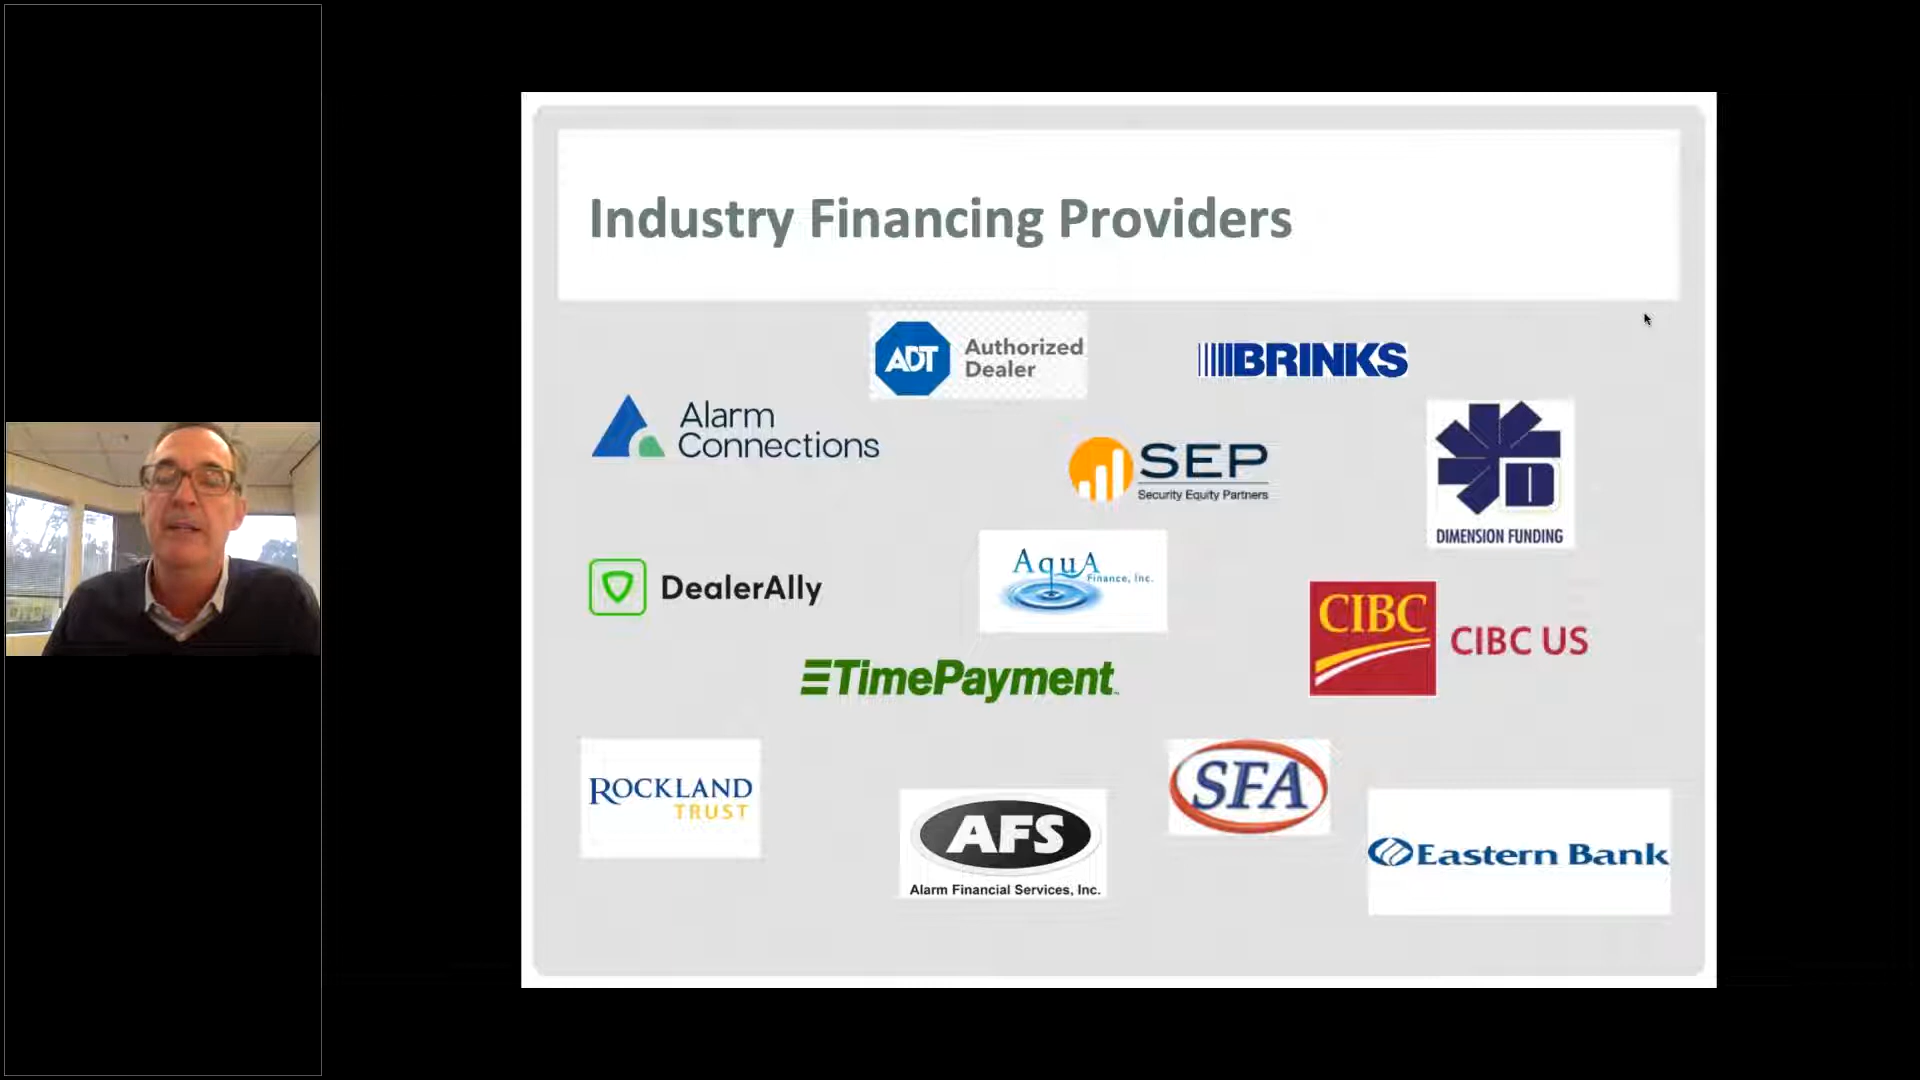 Industry Financing Providers
ADT
Authorized
Dealer
BRINKS
Alarm
Connections
SEP
Security Equity Partners
D
DIMENSION FUNDING
DealerAlly
AquA
Finance, Inc.
CIBC
CIBC US
TimePayment
ROCKLAND
TRUST
AFS
Alarm Financial Services, Inc.
SFA
Eastern Bank